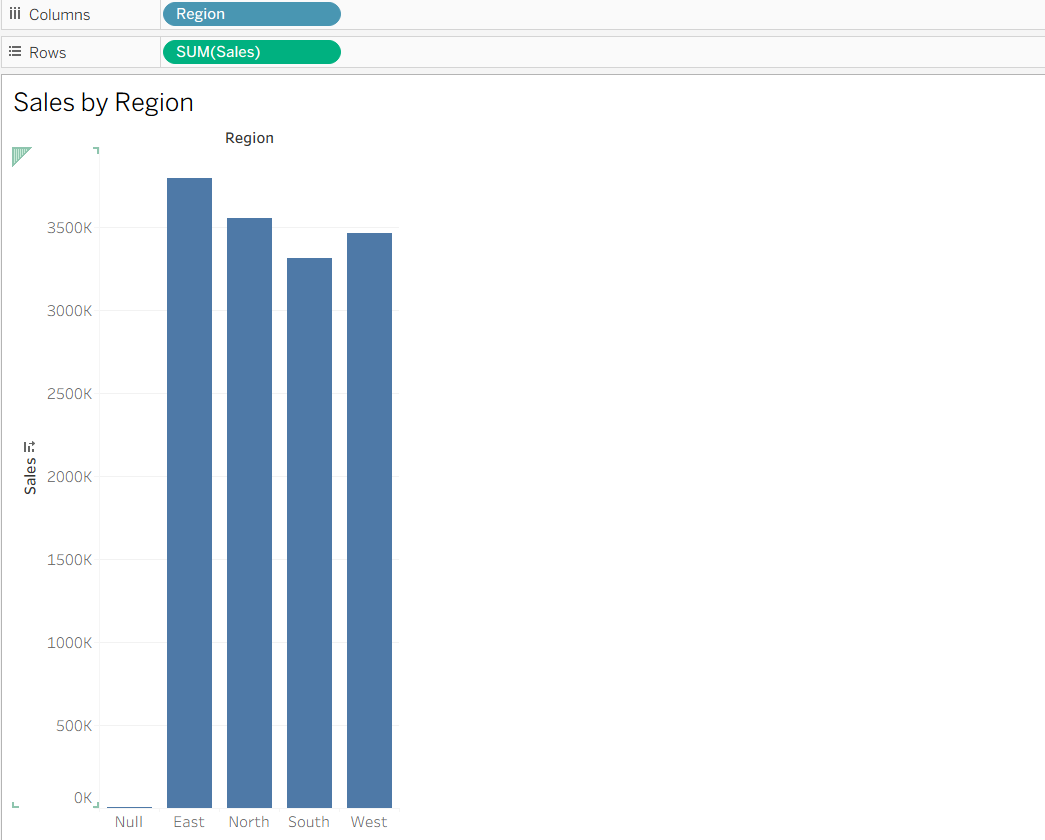 Columns
Region
Rows
SUM(Sales)
Sales by Region
Region
3500K
3000K
2500K
2000K
1500K
1000K
500K
0K
Sales
Null East North South West